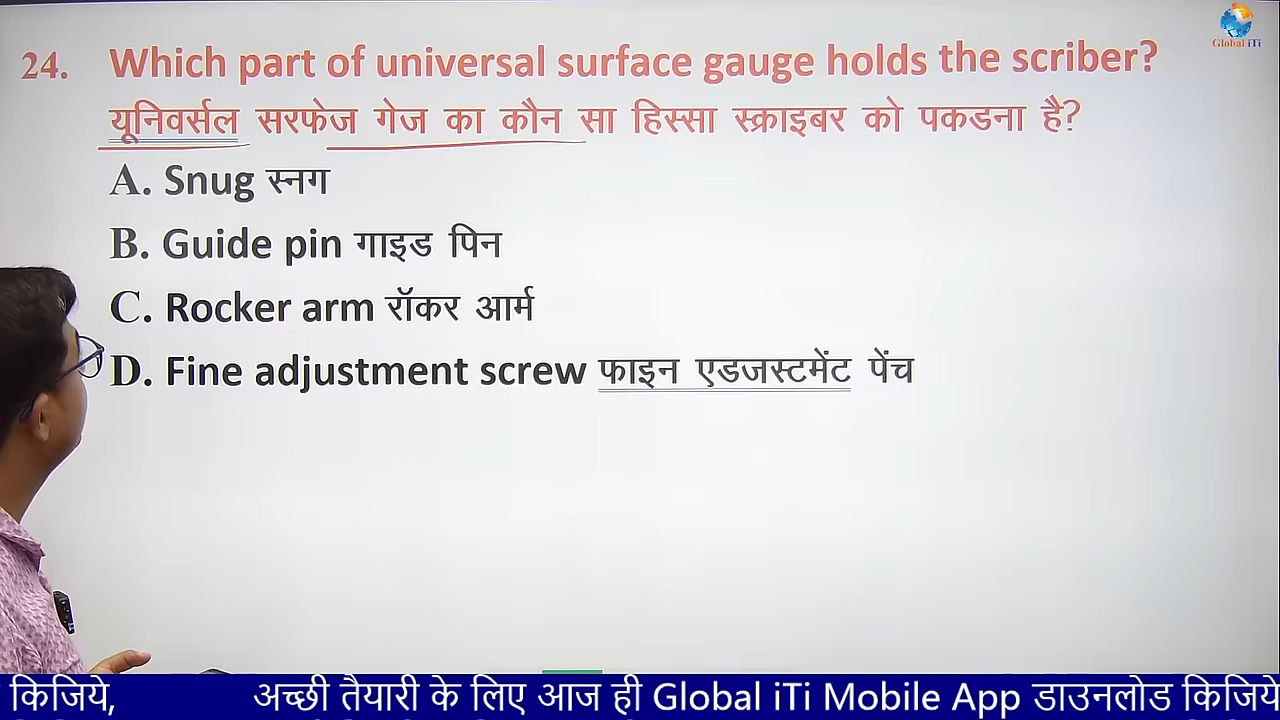 Global iTi
24. Which part of universal surface gauge holds the scriber?
यूनिवर्सल सरफेज गेज का कौन सा हिस्सा स्क्राइबर को पकडना है?
A. Snug स्नग
B. Guide pin गाइड पिन
C. Rocker arm रॉकर आर्म
D. Fine adjustment screw फाइन एडजस्टमेंट पेंच
किजिये, अच्छी तैयारी के लिए आज ही Global iTi Mobile App डाउनलोड किजिये